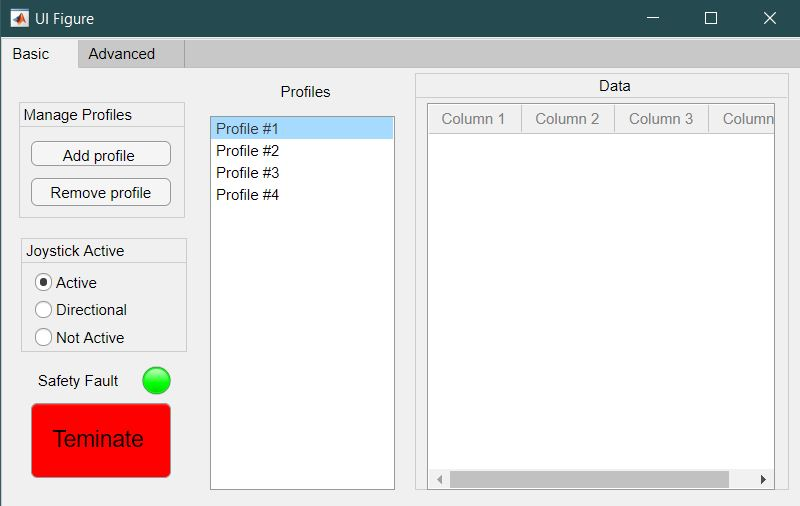 UI Figure
Basic
Advanced
Manage Profiles
Add profile
Remove profile
Joystick Active
Active
Directional
Not Active
Safety Fault
Teminate
Profiles
Profile #1
Profile #2
Profile #3
Profile #4
Data
Column 1 Column 2 Column 3 Column